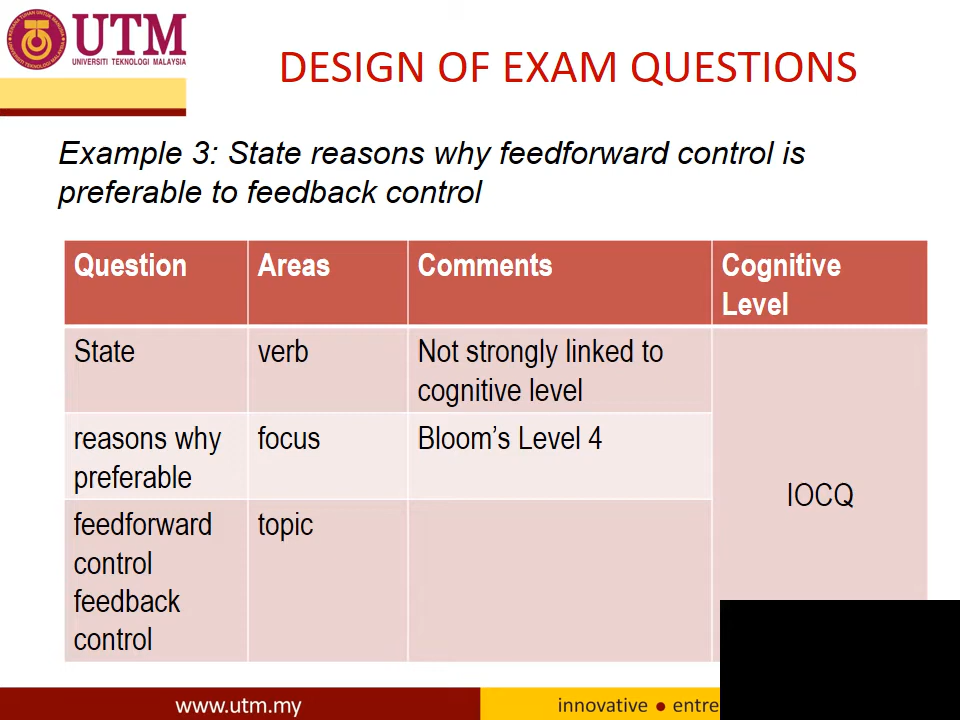 UTM
UNIVERSITI TEKNOLOGI MALAYSIA
DESIGN OF EXAM QUESTIONS
Example 3: State reasons why feedforward control is
preferable to feedback control
Question
Areas
Comments
Cognitive
Level
State
verb
Not strongly linked to
cognitive level
reasons why
preferable
focus
Bloom’s Level 4
IOCQ
feedforward
control
feedback
control
topic
www.utm.my
innovative ● entre